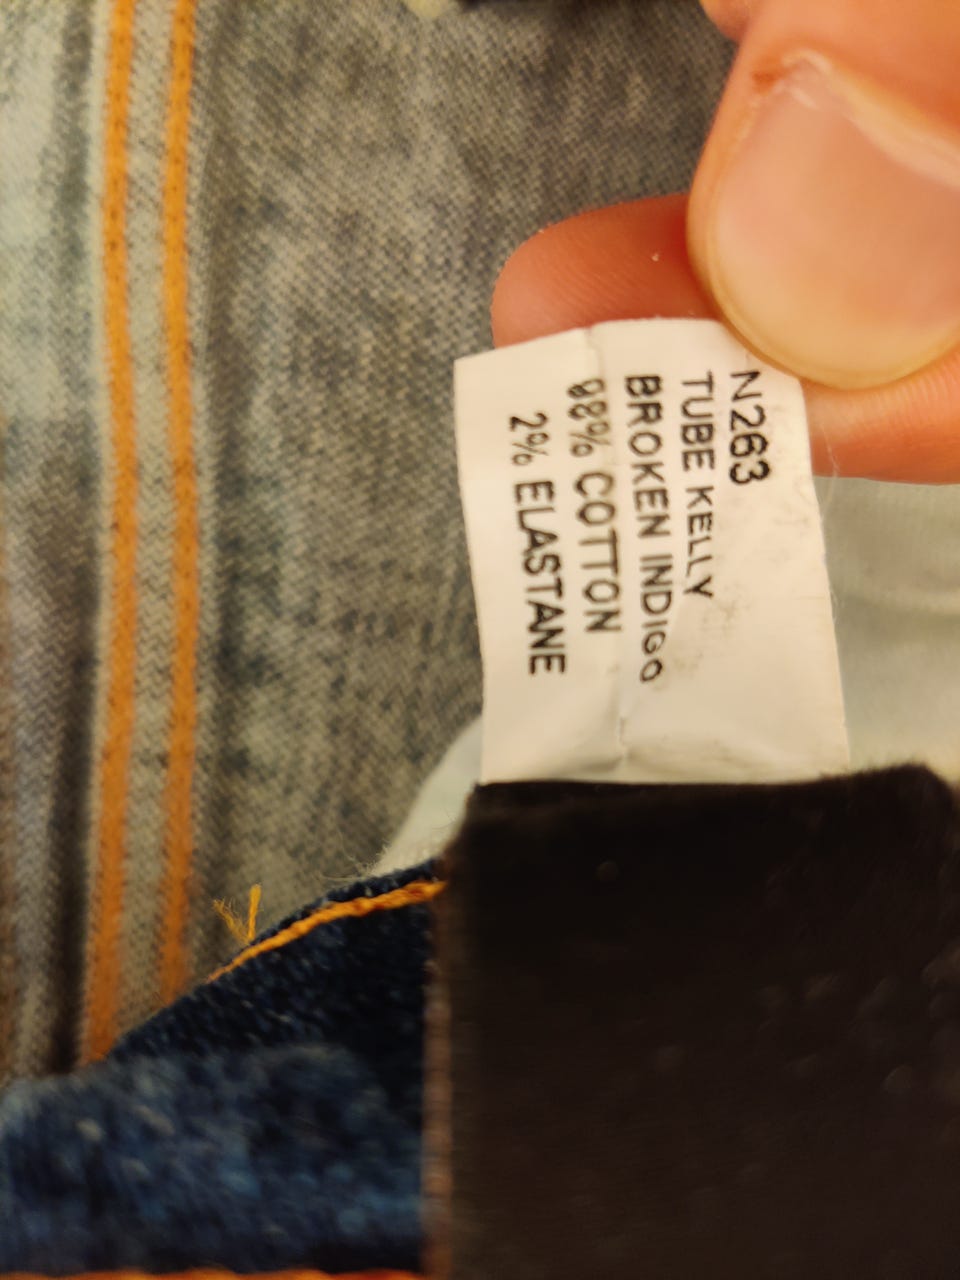 N263
TUBE KELLY
BROKEN INDIGO
98% COTTON
2% ELASTANE